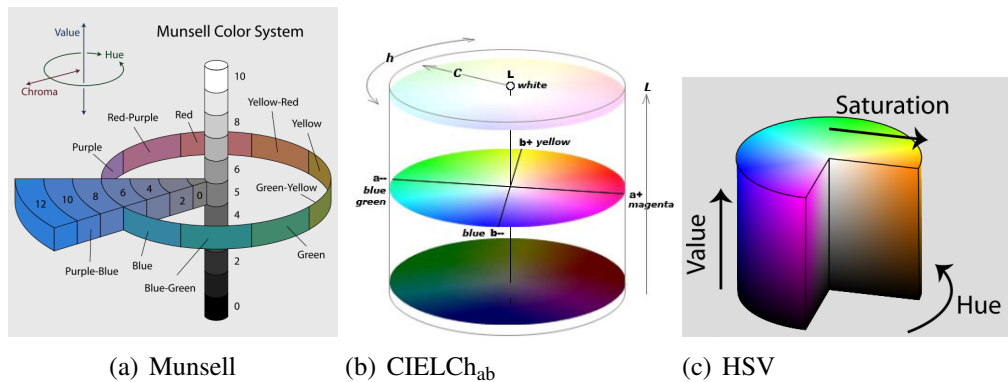 Munsell Color System
Value
Hue
Chroma
10
8
6
5
4
2
0
Red-Purple
Red
Yellow-Red
Yellow
Purple
Green-Yellow
12 10 8 6 4 2 0
Purple-Blue
Blue
Blue-Green
Green
h
C
L
white
L
b+ yellow
a--
blue
green
a+
magenta
blue b--
Saturation
Value
Hue
(a) Munsell
(b) CIELChab
(c) HSV